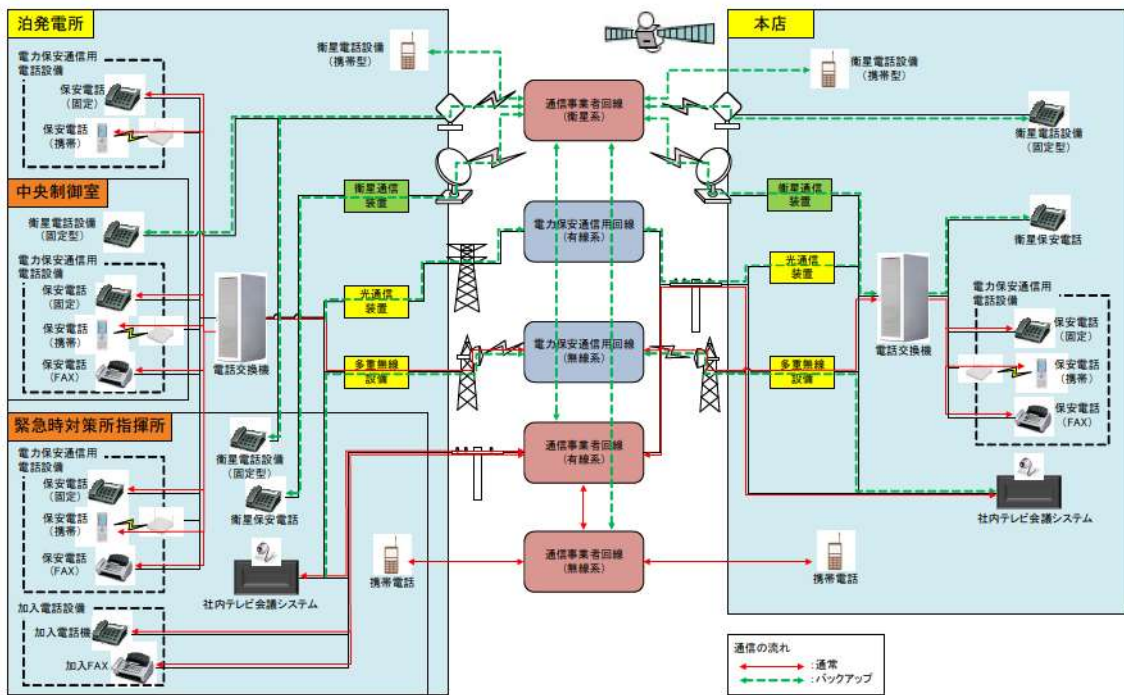 泊発電所
電力保安通信用
電話設備
保安電話
(固定)
保安電話
(携帯)
中央制御室
衛星電話設備
(固定型)
電力保安通信用
電話設備
保安電話
(固定)
保安電話
(携帯)
保安電話
(FAX)
電話交換機
緊急時対策所指揮所
電力保安通信用
電話設備
保安電話
(固定)
保安電話
(携帯)
保安電話
(FAX)
衛星電話設備
(固定型)
衛星保安電話
社内テレビ会議システム
加入電話設備
加入電話機
加入FAX
衛星電話設備
(携帯型)
衛星通信
装置
光通信
装置
多重無線
設備
携帯電話
通信事業者回線
(衛星系)
電力保安通信用回線
(有線系)
電力保安通信用回線
(無線系)
通信事業者回線
(有線系)
通信事業者回線
(無線系)
本店
衛星電話設備
(携帯型)
衛星電話設備
(固定型)
衛星通信
装置
衛星保安電話
光通信
装置
電話交換機
電力保安通信用
電話設備
保安電話
(固定)
保安電話
(携帯)
保安電話
(FAX)
多重無線
設備
社内テレビ会議システム
携帯電話
通信の流れ
:通常
:バックアップ